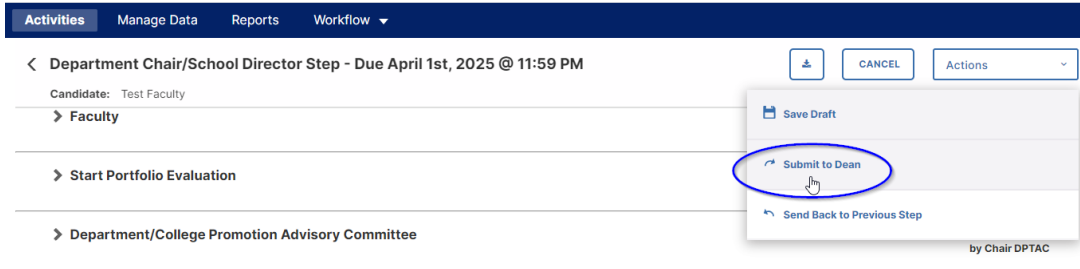 Activities Manage Data Reports Workflow
Department Chair/School Director Step - Due April 1st, 2025 @ 11:59 PM
CANCEL
Actions
Candidate: Test Faculty
Faculty
Save Draft
Submit to Dean
Start Portfolio Evaluation
Send Back to Previous Step
Department/College Promotion Advisory Committee
by Chair DPTAC